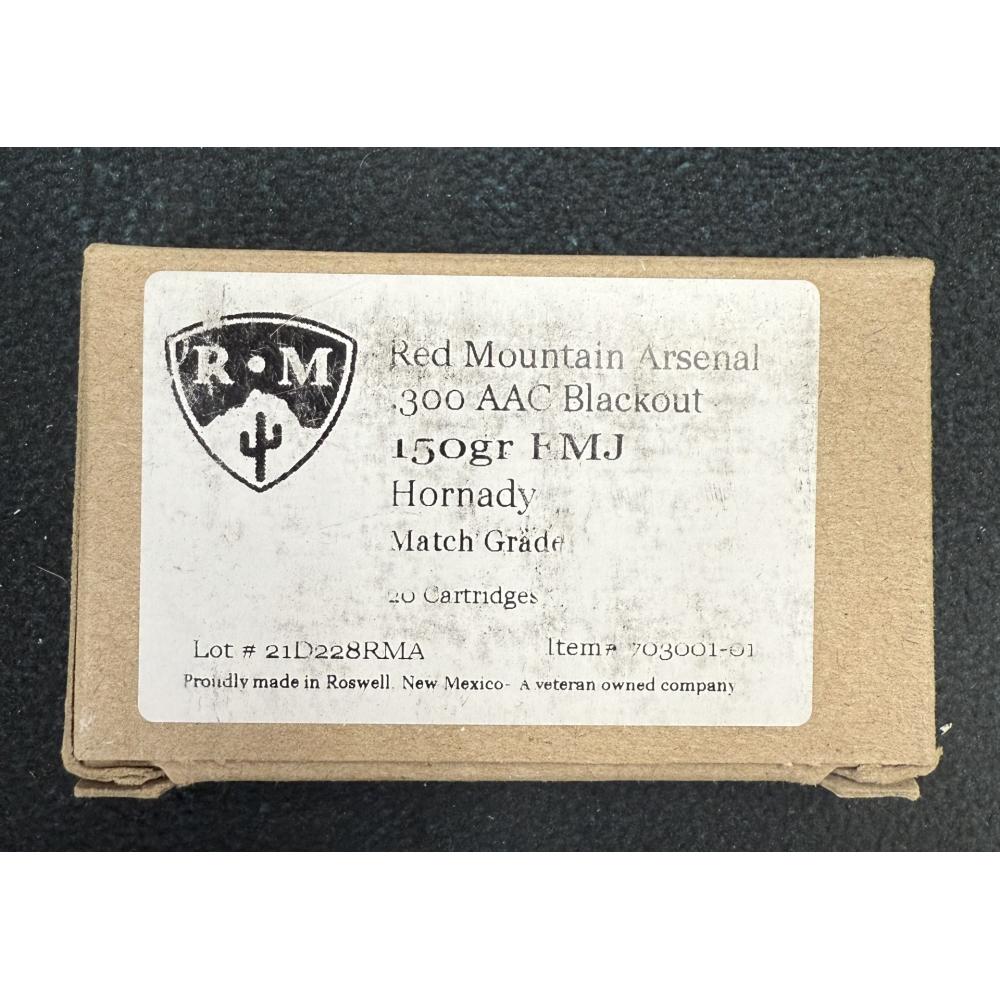 R • M
Red Mountain Arsenal
.300 AAC Blackout
150gr FMJ
Hornady
Match Grade
20 Cartridges
Lot # 21D228RMA
Item# 703001-01
Proudly made in Roswell, New Mexico- A veteran owned company